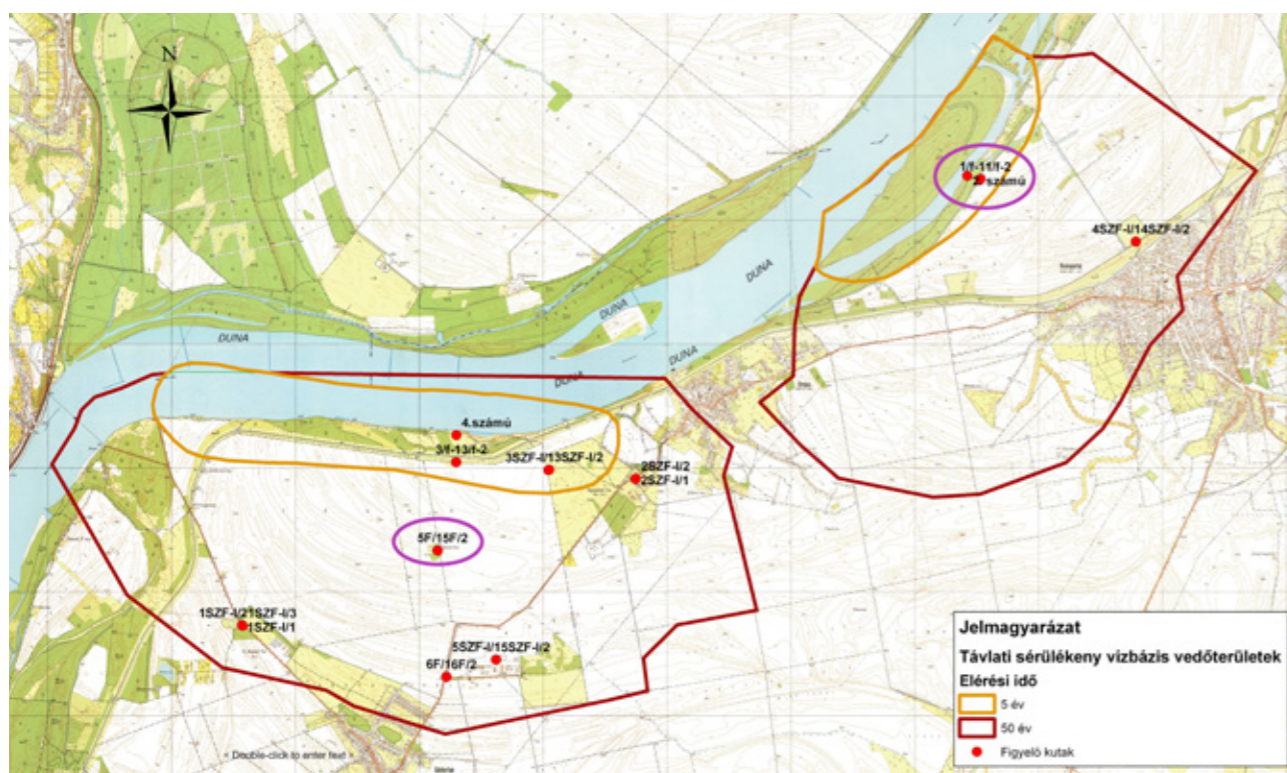 N
1/f-11/f-2
2. számú
4SZF-I/14SZF-I/2
DUNA
DUNA
DUNA
DUNA
DUNA
4.számú
3/f-13/f-2
3SZF-I/13SZF-I/2
2SZF-I/2
2SZF-I/1
5F/15F/2
1SZF-I/21SZF-I/3
1SZF-I/1
5SZF-I/15SZF-I/2
6F/16F/2
< Double-click to enter text >
Jelmagyarázat
Távlati sérülékeny vízbázis vedőterületek
Elérési idő
5 év
50 év
Figyelő kutak